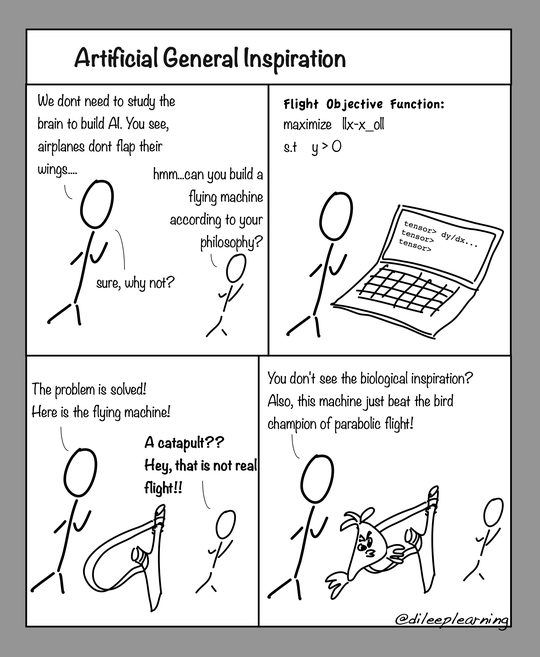 Artificial General Inspiration
We dont need to study the
brain to build AI. You see,
airplanes dont flap their
wings....
hmm...can you build a
flying machine
according to your
philosophy?
sure, why not?
Flight Objective Function:
maximize ||x-x_o||
s.t y > 0
tensor> dy/dx...
tensor>
tensor>
The problem is solved!
Here is the flying machine!
A catapult??
Hey, that is not real
flight!!
You don't see the biological inspiration?
Also, this machine just beat the bird
champion of parabolic flight!
@dileeplearning